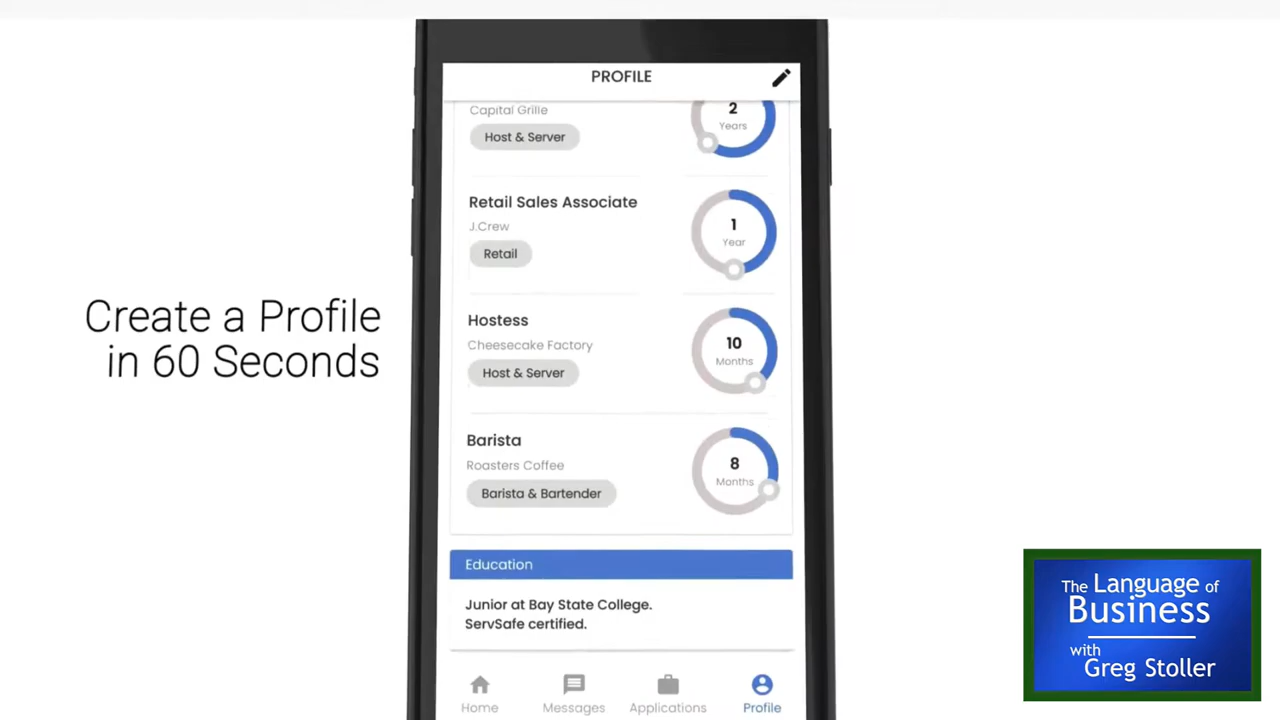 PROFILE
Capital Grille
Host & Server
2
Years
Retail Sales Associate
J.Crew
Retail
1
Year
Create a Profile
in 60 Seconds
Hostess
Cheesecake Factory
Host & Server
10
Months
Barista
Roasters Coffee
Barista & Bartender
8
Months
Education
Junior at Bay State College.
ServSafe certified.
Home
Messages
Applications
Profile
The Language of
Business
with
Greg Stoller